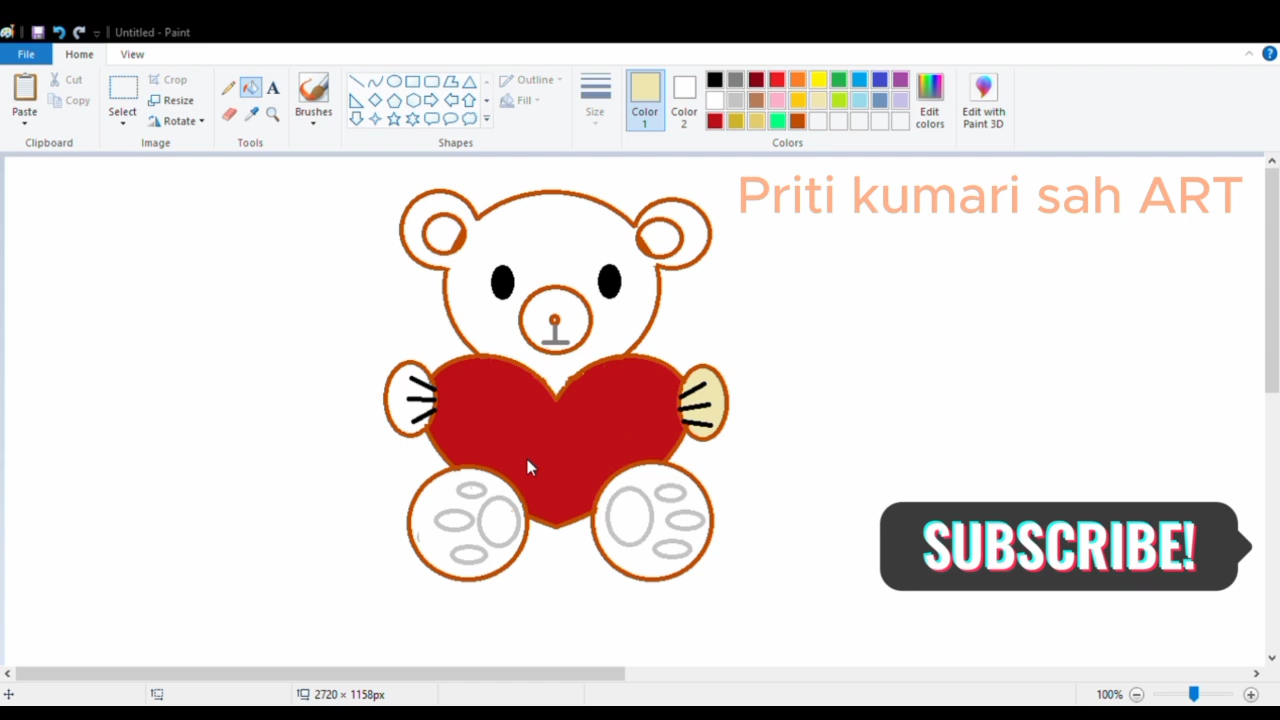 Untitled - Paint
File Home View
Paste
Cut
Copy
Clipboard
Select
Crop
Resize
Rotate
Image
A
Tools
Brushes
Shapes
Outline
Fill
Size
Color 1
Color 2
Edit colors
Colors
Edit with Paint 3D
Priti kumari sah ART
SUBSCRIBE!
2720 × 1158px
100%